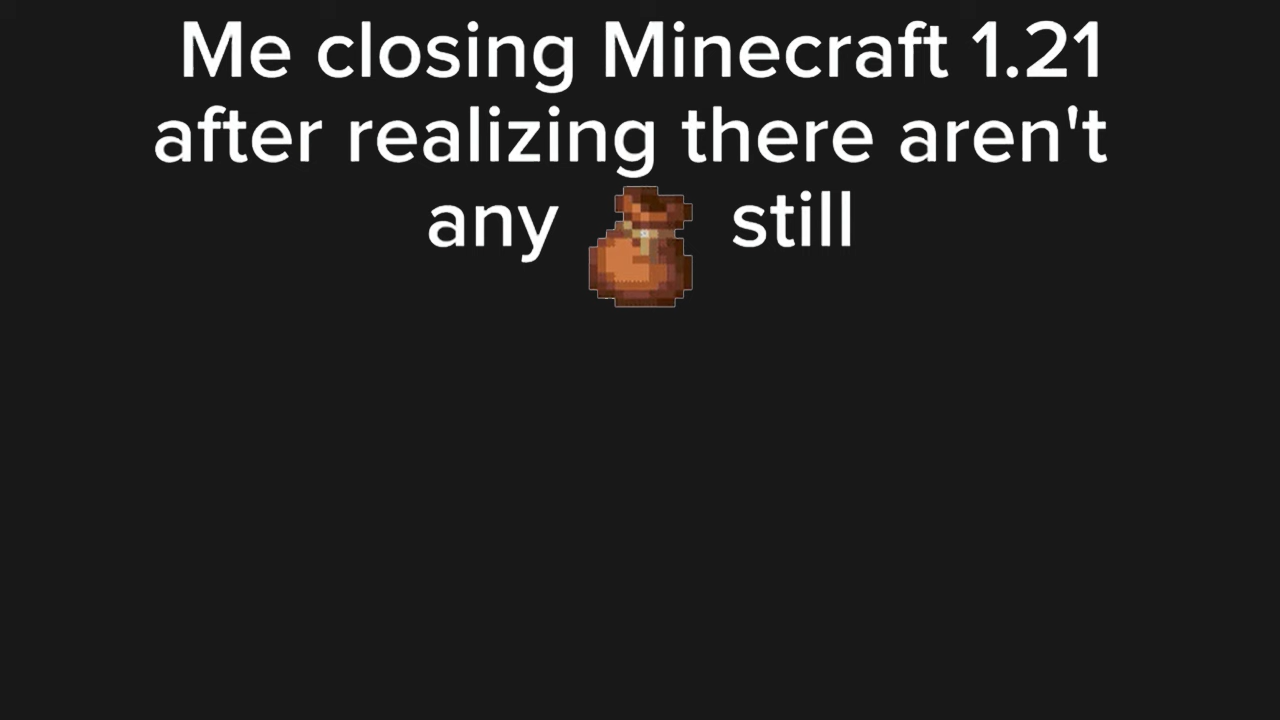 Me closing Minecraft 1.21
after realizing there aren't
any still